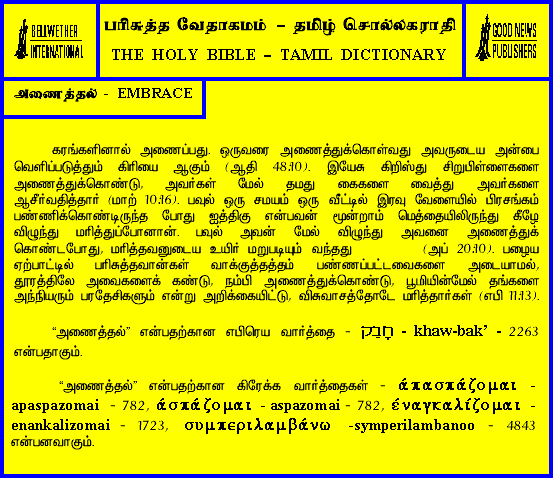 BELLWETHER
INTERNATIONAL
பரிசுத்த வேதாகமம் – தமிழ் சொல்லகராதி
THE HOLY BIBLE – TAMIL DICTIONARY
GOOD NEWS
PUBLISHERS
அணைத்தல் - EMBRACE
கரங்களினால் அணைப்பது. ஒருவரை அணைத்துக்கொள்வது அவருடைய அன்பை
வெளிப்படுத்தும் கிரியை ஆகும் (ஆதி 48:10). இயேசு கிறிஸ்து சிறுபிள்ளைகளை
அணைத்துக்கொண்டு, அவர்கள் மேல் தமது கைகளை வைத்து அவர்களை
ஆசீர்வதித்தார் (மாற் 10:16). பவுல் ஒரு சமயம் ஒரு வீட்டில் இரவு வேளையில் பிரசங்கம்
பண்ணிக்கொண்டிருந்த போது ஐத்திகு என்பவன் மூன்றாம் மெத்தையிலிருந்து கீழே
விழுந்து மரித்துப்போனான். பவுல் அவன் மேல் விழுந்து அவனை அணைத்துக்
கொண்டபோது, மரித்தவனுடைய உயிர் மறுபடியும் வந்தது (அப் 20:10). பழைய
ஏற்பாட்டில் பரிசுத்தவான்கள் வாக்குத்தத்தம் பண்ணப்பட்டவைகளை அடையாமல்,
தூரத்திலே அவைகளைக் கண்டு, நம்பி அணைத்துக்கொண்டு, பூமியின்மேல் தங்களை
அந்நியரும் பரதேசிகளும் என்று அறிக்கையிட்டு, விசுவாசத்தோடே மரித்தார்கள் (எபி 11:13).
“அணைத்தல்” என்பதற்கான எபிரெய வார்த்தை - חָבַק - khaw-bak’ - 2263
என்பதாகும்.
“அணைத்தல்” என்பதற்கான கிரேக்க வார்த்தைகள் - ἀπασπάζομαι -
apaspazomai - 782, ἀσπάζομαι - aspazomai - 782, ἐναγκαλίζομαι -
enankalizomai - 1723, συμπεριλαμβάνω -symperilambanoo - 4843
என்பனவாகும்.